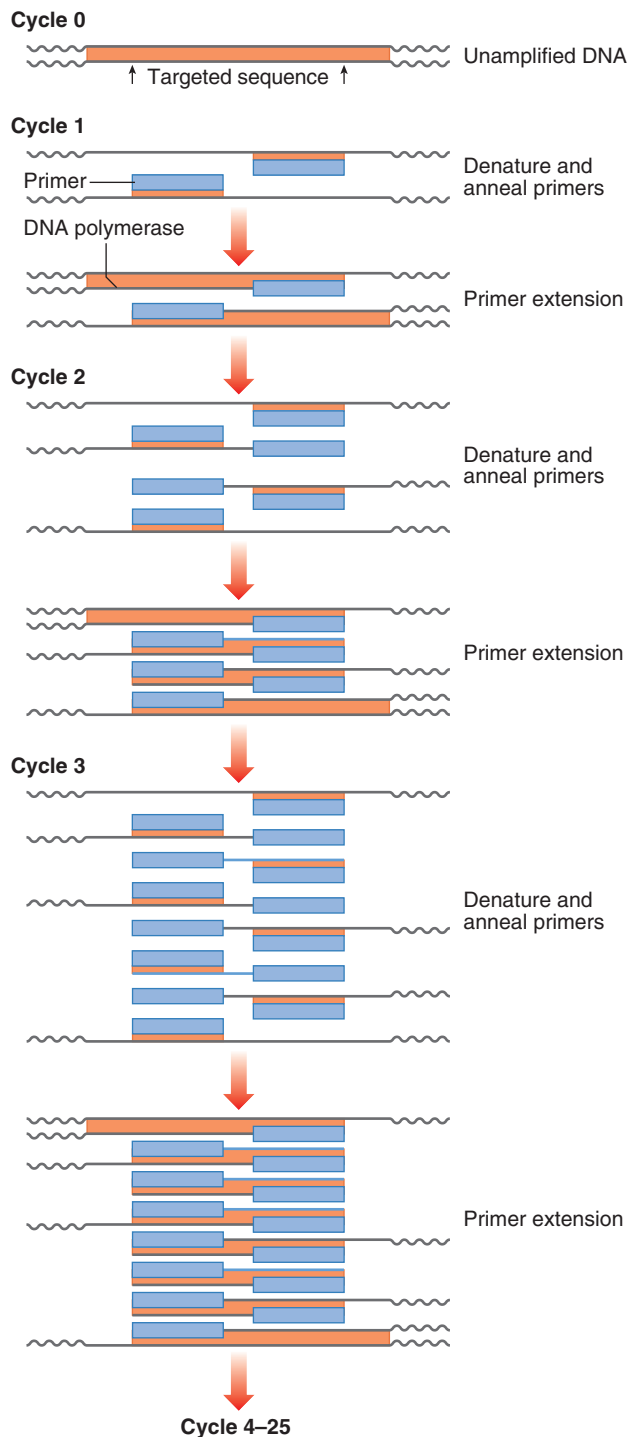 Cycle 0
Unamplified DNA
Targeted sequence
Cycle 1
Primer
Denature and
anneal primers
DNA polymerase
Primer extension
Cycle 2
Denature and
anneal primers
Primer extension
Cycle 3
Denature and
anneal primers
Primer extension
Cycle 4–25